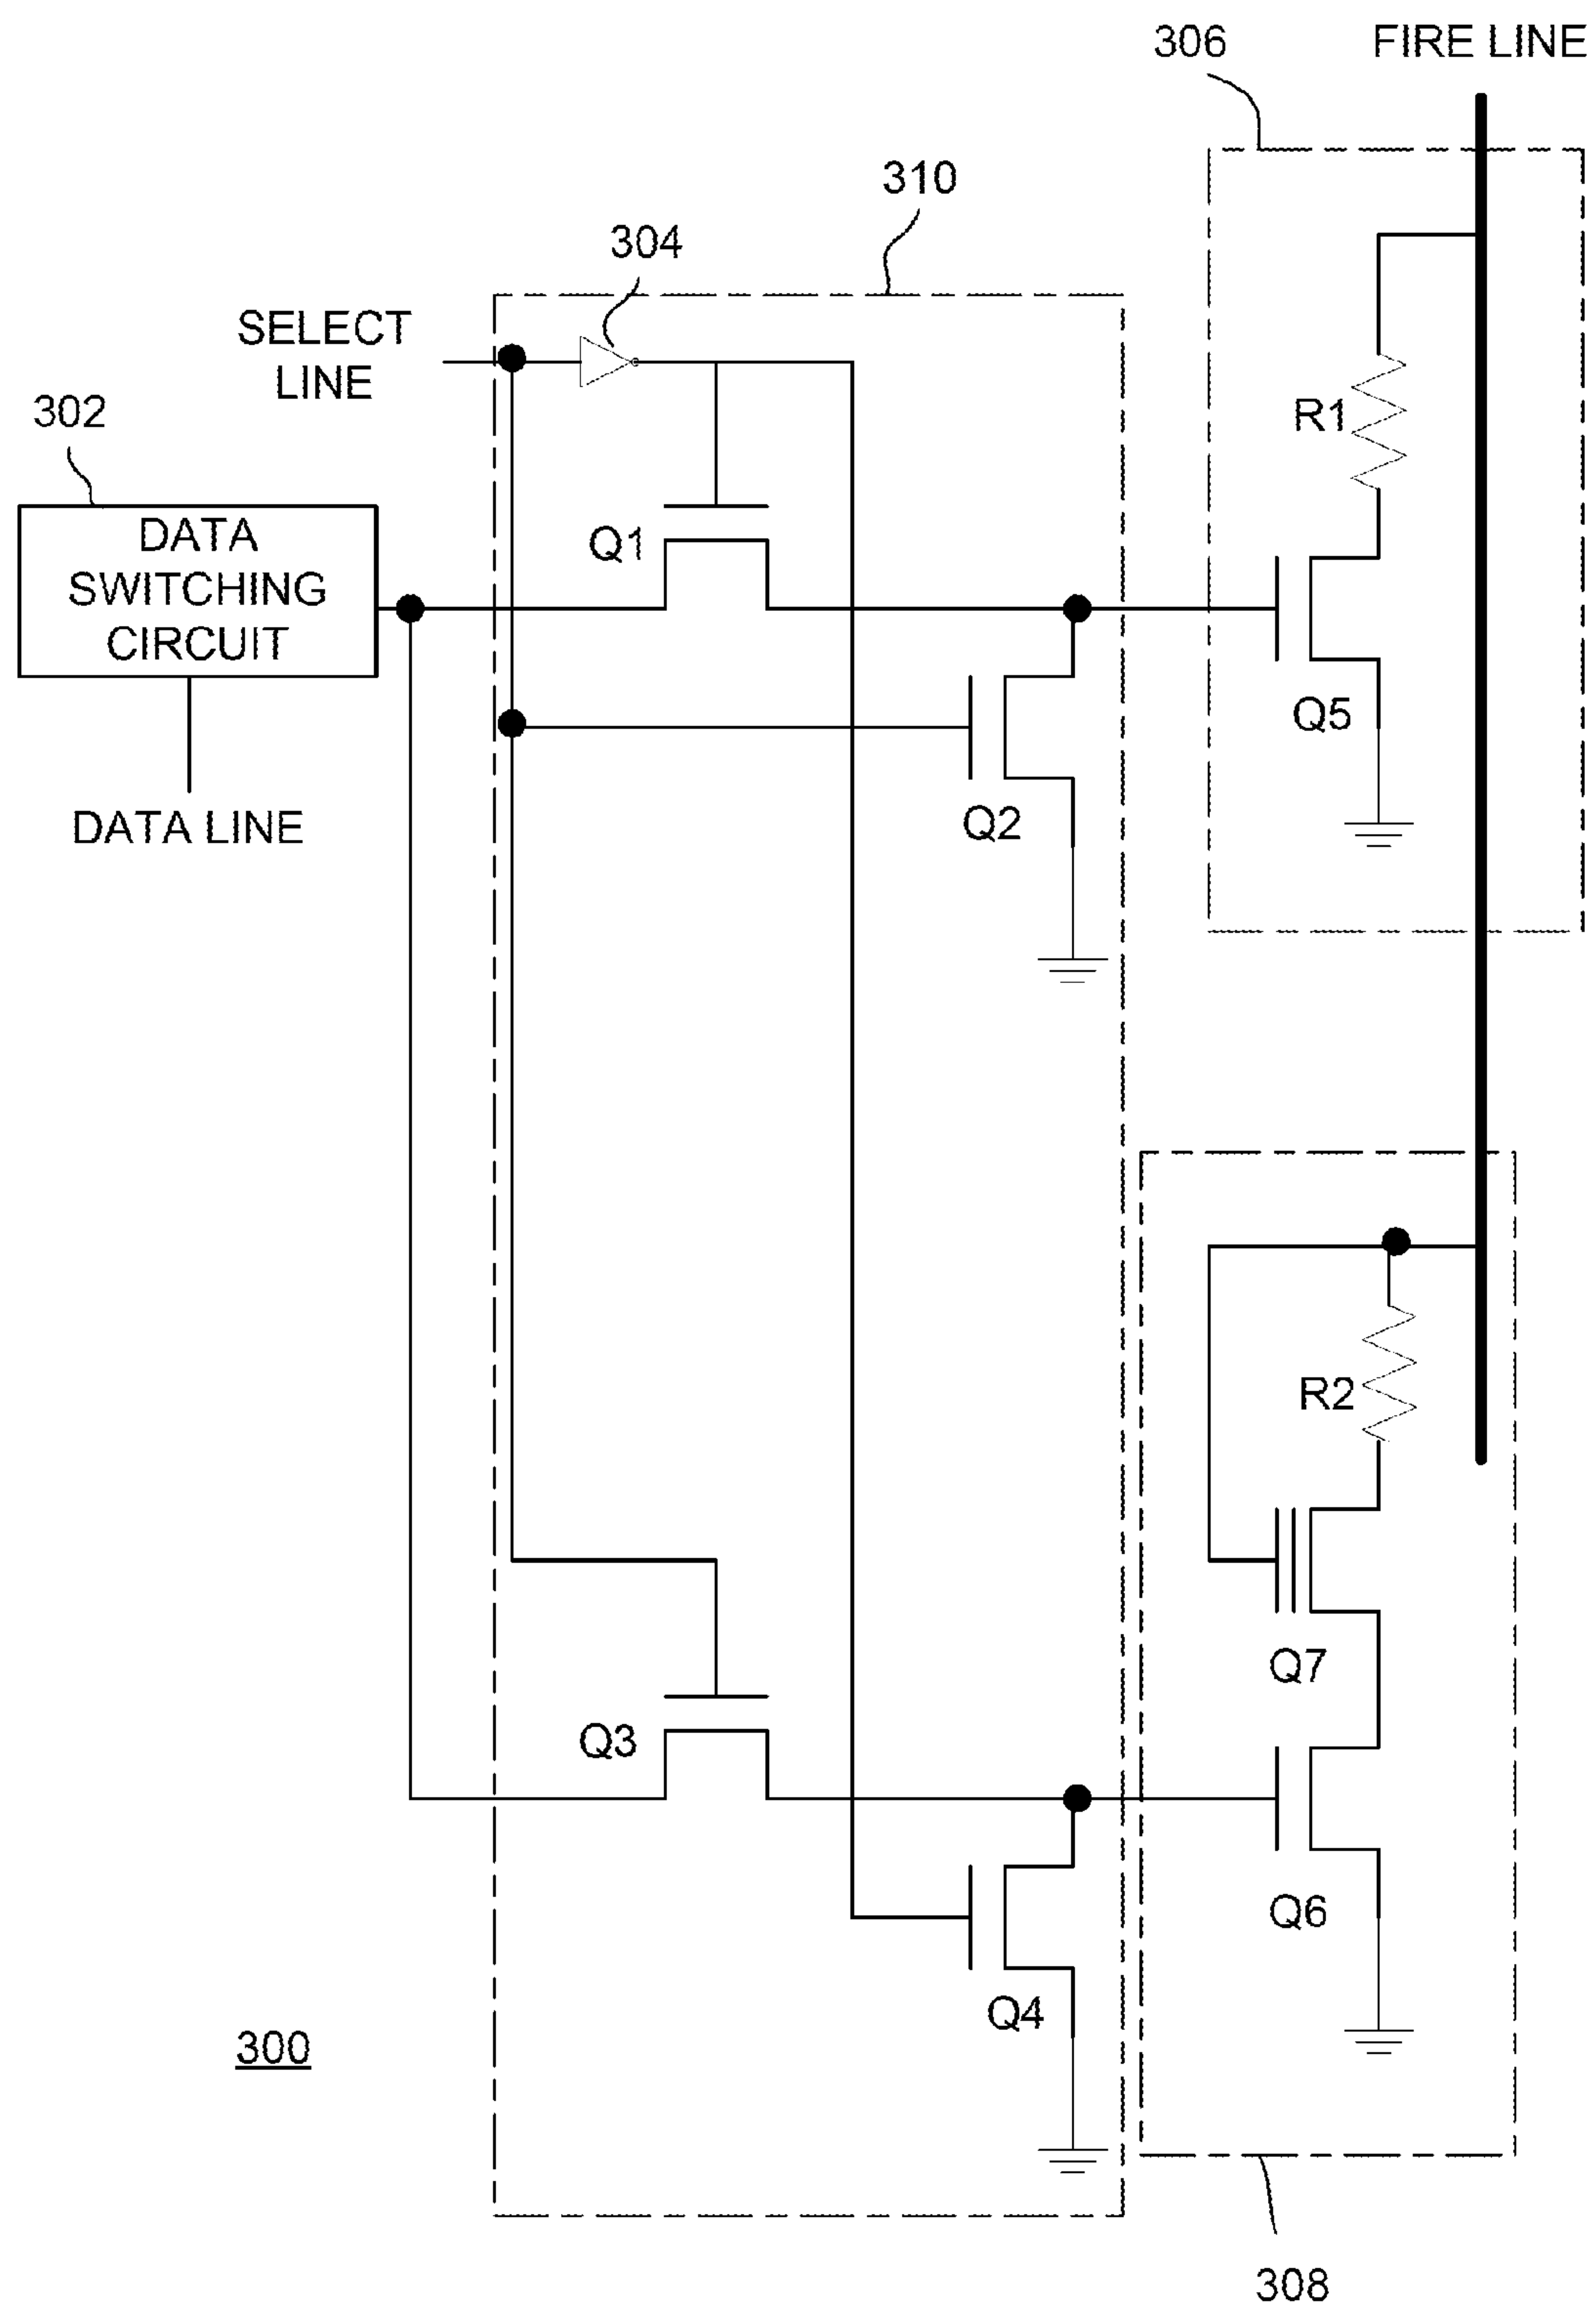 306
FIRE LINE
310
304
SELECT
LINE
302
R1
DATA
SWITCHING
CIRCUIT
Q1
Q5
DATA LINE
Q2
R2
Q7
Q3
Q6
Q4
300
308